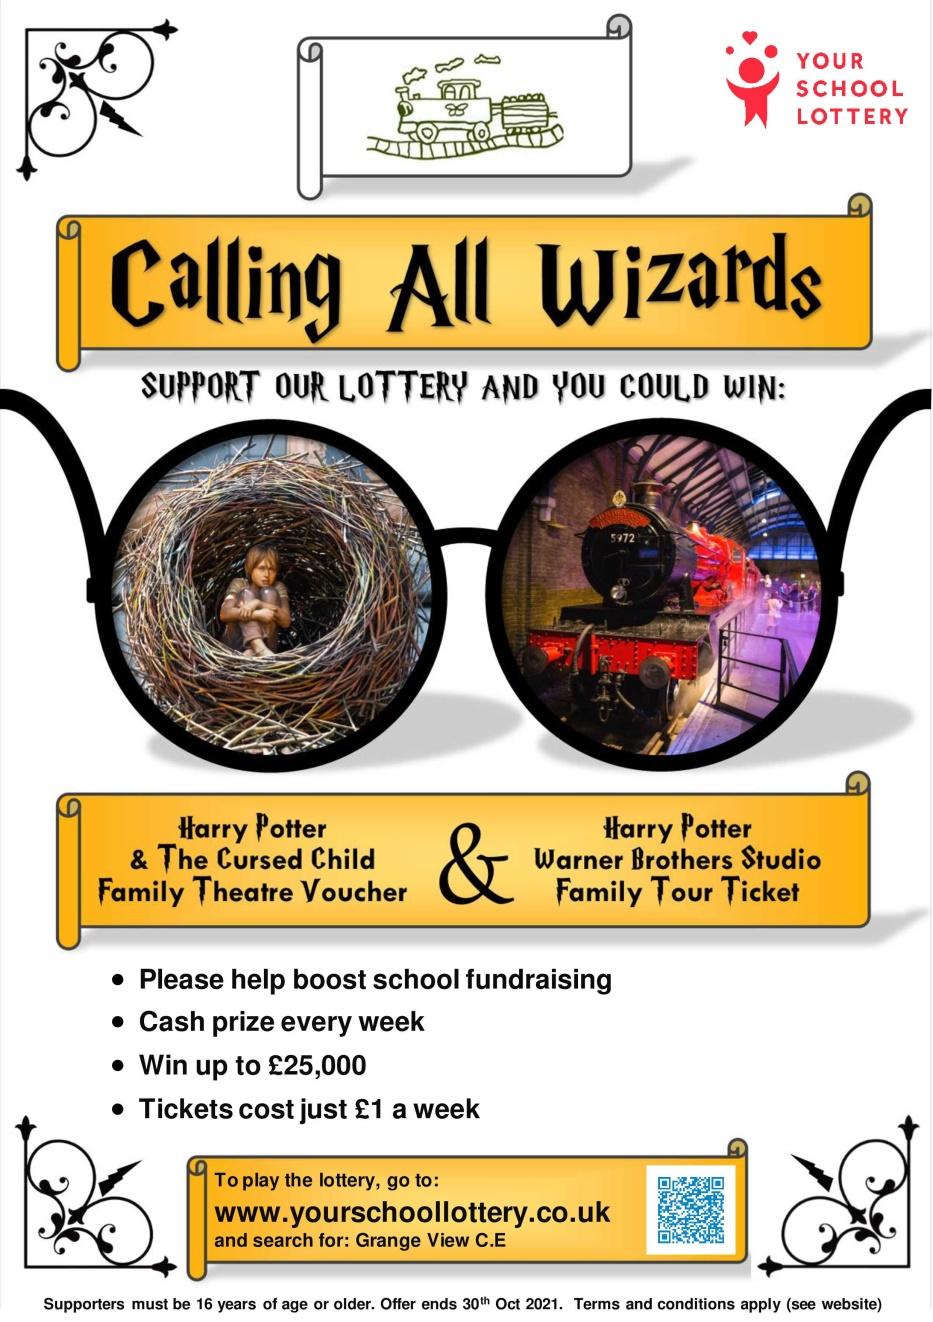 YOUR
SCHOOL
LOTTERY
Calling All Wizards
SUPPORT OUR LOTTERY AND YOU COULD WIN:
5972
Harry Potter
& The Cursed Child
Family Theatre Voucher
&
Harry Potter
Warner Brothers Studio
Family Tour Ticket
• Please help boost school fundraising
• Cash prize every week
• Win up to £25,000
• Tickets cost just £1 a week
To play the lottery, go to:
www.yourschoollottery.co.uk
and search for: Grange View C.E
Supporters must be 16 years of age or older. Offer ends 30th Oct 2021. Terms and conditions apply (see website)